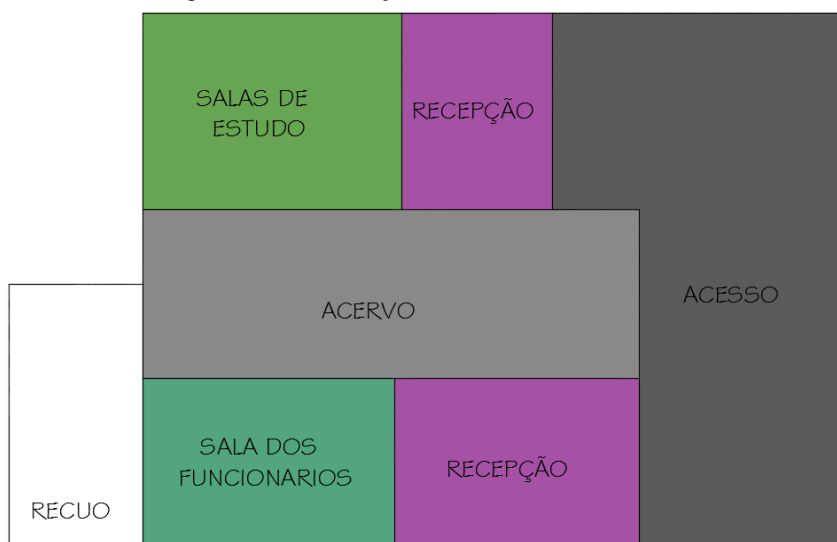 SALAS DE
ESTUDO
RECEPÇÃO
ACESSO
ACERVO
SALA DOS
FUNCIONARIOS
RECEPÇÃO
RECUO